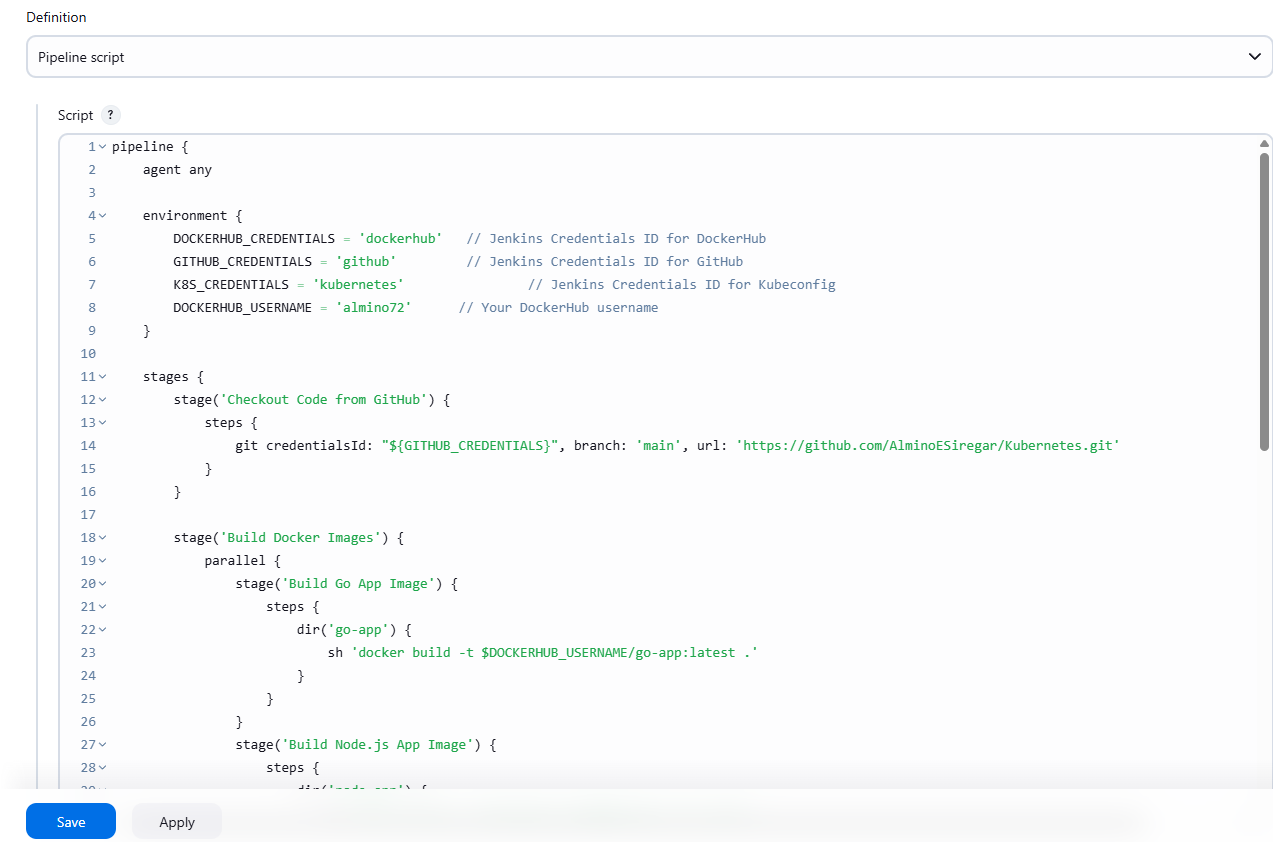 Definition
Pipeline script
Script ?
1 pipeline {
2     agent any
3
4     environment {
5         DOCKERHUB_CREDENTIALS = 'dockerhub'   // Jenkins Credentials ID for DockerHub
6         GITHUB_CREDENTIALS = 'github'         // Jenkins Credentials ID for GitHub
7         K8S_CREDENTIALS = 'kubernetes'                // Jenkins Credentials ID for Kubeconfig
8         DOCKERHUB_USERNAME = 'almino72'      // Your DockerHub username
9     }
10
11     stages {
12         stage('Checkout Code from GitHub') {
13             steps {
14                 git credentialsId: "${GITHUB_CREDENTIALS}", branch: 'main', url: 'https://github.com/AlminoESiregar/Kubernetes.git'
15             }
16         }
17
18         stage('Build Docker Images') {
19             parallel {
20                 stage('Build Go App Image') {
21                     steps {
22                         dir('go-app') {
23                             sh 'docker build -t $DOCKERHUB_USERNAME/go-app:latest .'
24                         }
25                     }
26                 }
27                 stage('Build Node.js App Image') {
28                     steps {
Save
Apply